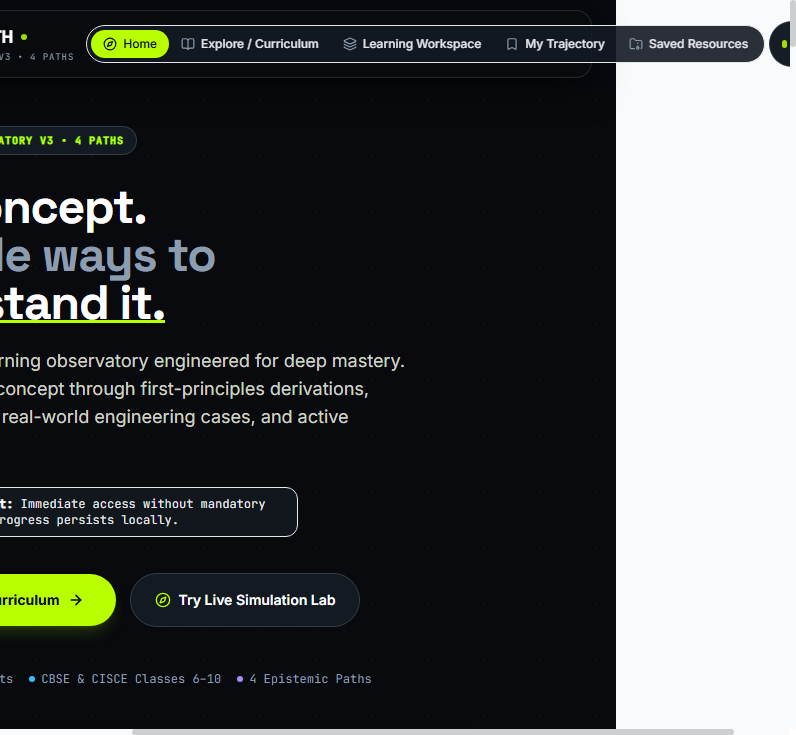 TH
V3 • 4 PATHS
Home
Explore / Curriculum
Learning Workspace
My Trajectory
Saved Resources
ATORY V3 • 4 PATHS
ncept.
le ways to
stand it.
rning observatory engineered for deep mastery.
concept through first-principles derivations,
real-world engineering cases, and active
t: Immediate access without mandatory
rogress persists locally.
rriculum →
Try Live Simulation Lab
ts • CBSE & CISCE Classes 6–10 • 4 Epistemic Paths